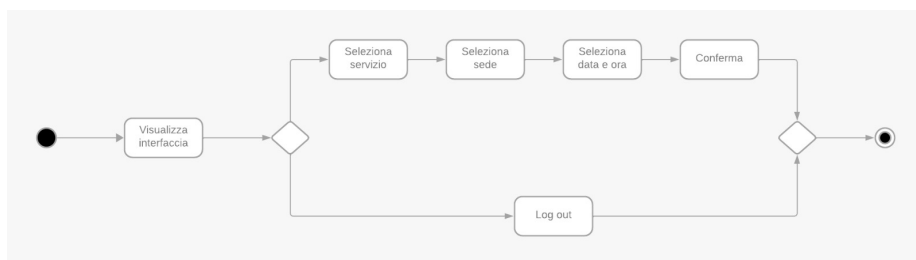 Seleziona
servizio
Seleziona
sede
Seleziona
data e ora
Conferma
Visualizza
interfaccia
Log out